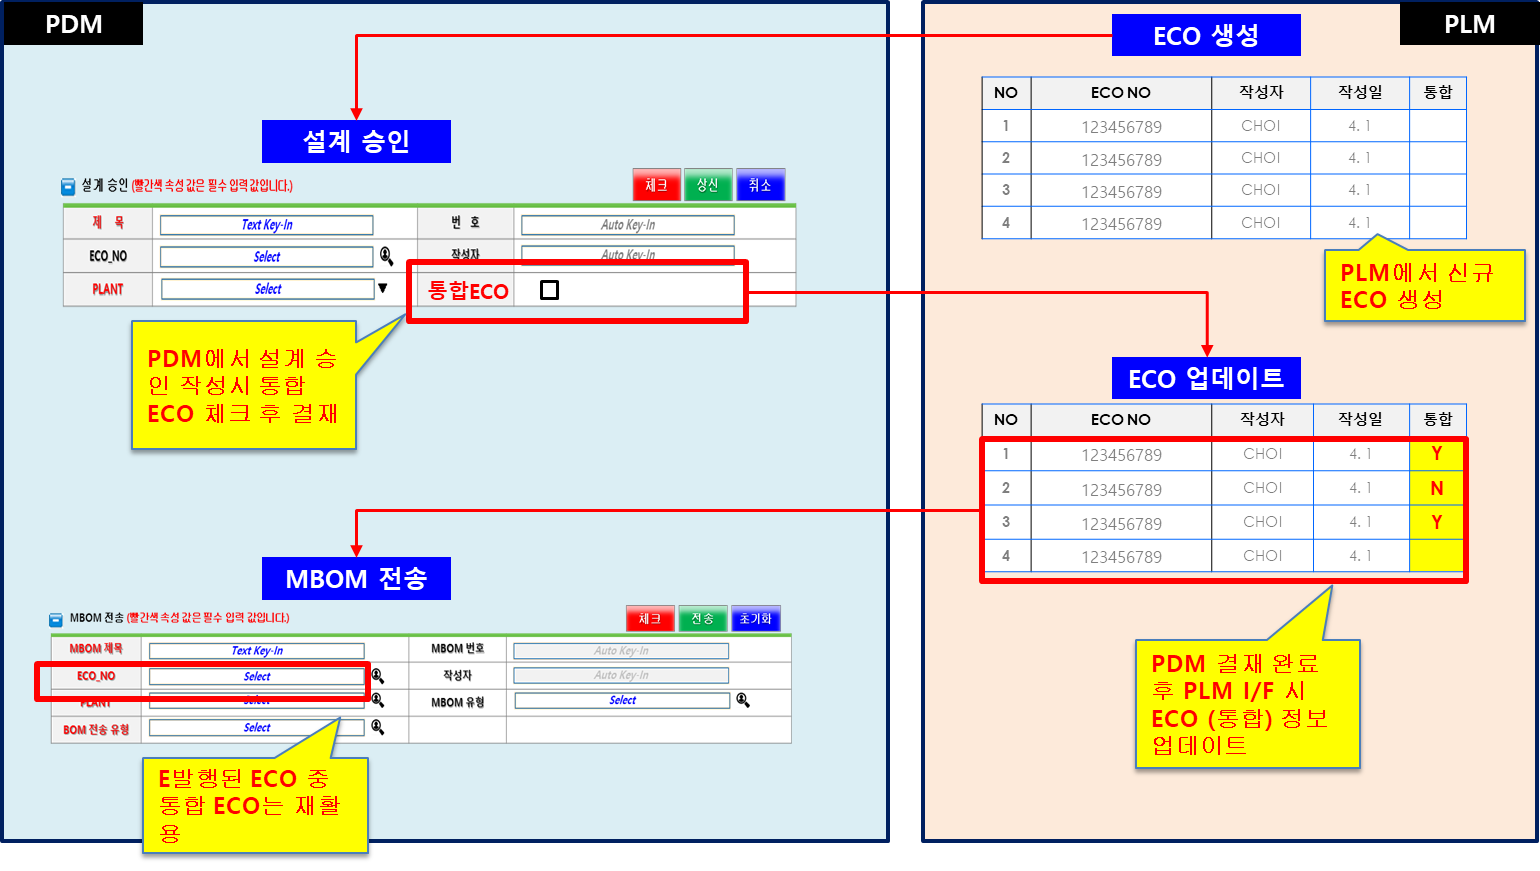 PDM
PLM
ECO 생성
NO ECO NO 작성자 작성일 통합
1 123456789 CHOI 4. 1
2 123456789 CHOI 4. 1
3 123456789 CHOI 4. 1
4 123456789 CHOI 4. 1
PLM에서 신규
ECO 생성
설계 승인
설계 승인 (빨간색 속성 값은 필수 입력 값입니다.)
체크 상신 취소
제 목 Text Key-In 번 호 Auto Key-In
ECO_NO Select 작성자 Auto Key-In
PLANT Select 통합ECO
PDM에서 설계 승
인 작성시 통합
ECO 체크 후 결재
ECO 업데이트
NO ECO NO 작성자 작성일 통합
1 123456789 CHOI 4. 1 Y
2 123456789 CHOI 4. 1 N
3 123456789 CHOI 4. 1 Y
4 123456789 CHOI 4. 1
PDM 결재 완료
후 PLM I/F 시
ECO (통합) 정보
업데이트
MBOM 전송
MBOM 전송 (빨간색 속성 값은 필수 입력 값입니다.)
체크 전송 초기화
MBOM 제목 Text Key-In MBOM 번호 Auto Key-In
ECO_NO Select 작성자 Auto Key-In
PLANT Select MBOM 유형 Select
BOM 전송 유형 Select
E발행된 ECO 중
통합 ECO는 재활
용